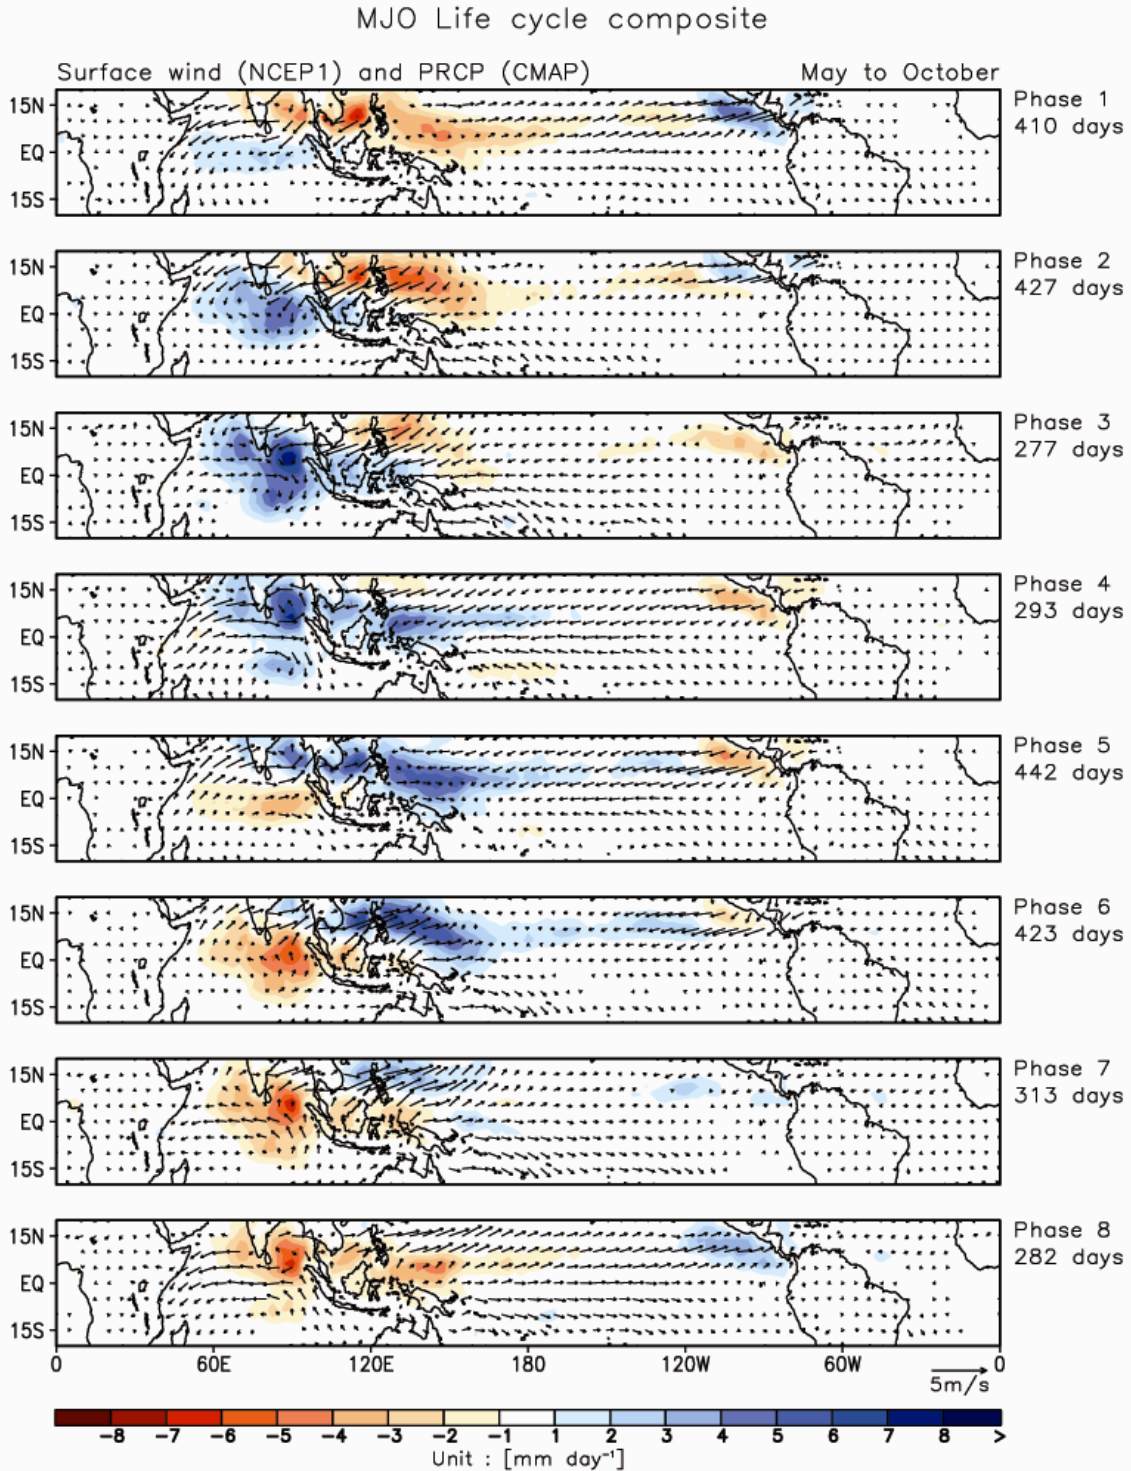 MJO Life cycle composite
Surface wind (NCEP1) and PRCP (CMAP) May to October
15N
EQ
15S
Phase 1
410 days
15N
EQ
15S
Phase 2
427 days
15N
EQ
15S
Phase 3
277 days
15N
EQ
15S
Phase 4
293 days
15N
EQ
15S
Phase 5
442 days
15N
EQ
15S
Phase 6
423 days
15N
EQ
15S
Phase 7
313 days
15N
EQ
15S
Phase 8
282 days
0 60E 120E 180 120W 60W 0
5m/s
-8 -7 -6 -5 -4 -3 -2 -1 1 2 3 4 5 6 7 8 >
Unit : [mm day⁻¹]